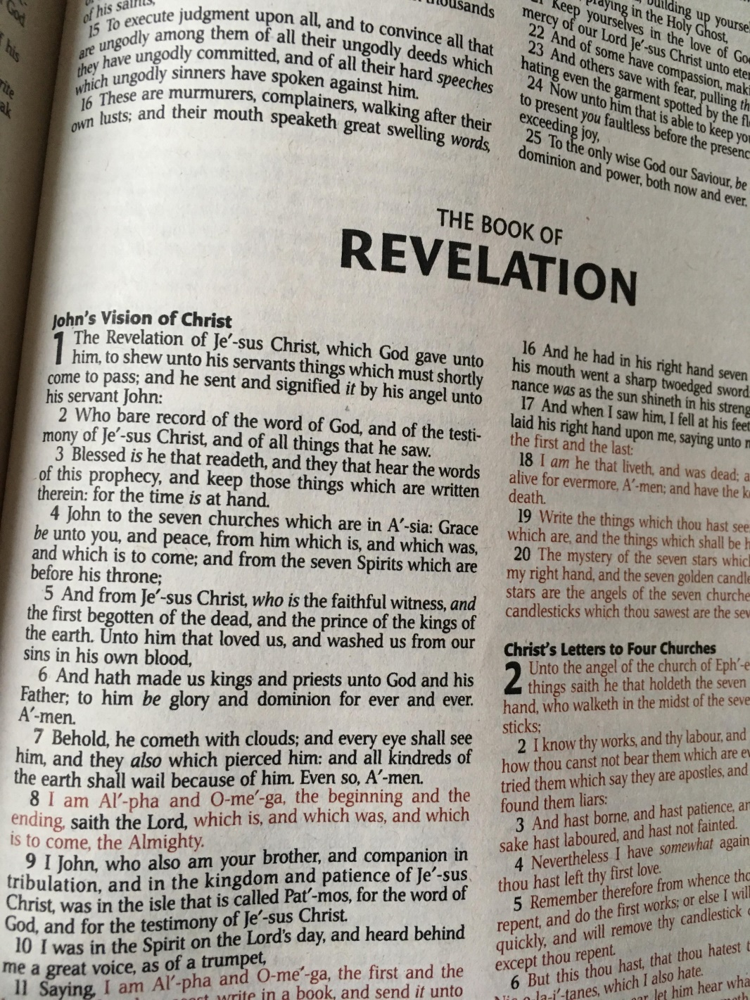 of his saints,
15 To execute judgment upon all, and to convince all that
are ungodly among them of all their ungodly deeds which
they have ungodly committed, and of all their hard speeches
which ungodly sinners have spoken against him.
16 These are murmurers, complainers, walking after their
own lusts; and their mouth speaketh great swelling words,
building up
praying in the Holy Ghost,
Keep yourselves in the love of
mercy of our Lord Je′-sus Christ unto
22 And of some have compassion,
23 And others save with fear, pulling
hating even the garment spotted by the
24 Now unto him that is able to keep
to present you faultless before the
exceeding joy,
25 To the only wise God our Saviour, be
dominion and power, both now and ever.
THE BOOK OF
REVELATION
John's Vision of Christ
1 The Revelation of Je′-sus Christ, which God gave unto
him, to shew unto his servants things which must shortly
come to pass; and he sent and signified it by his angel unto
his servant John:
2 Who bare record of the word of God, and of the testi-
mony of Je′-sus Christ, and of all things that he saw.
3 Blessed is he that readeth, and they that hear the words
of this prophecy, and keep those things which are written
therein: for the time is at hand.
4 John to the seven churches which are in A′-sia: Grace
be unto you, and peace, from him which is, and which was,
and which is to come; and from the seven Spirits which are
before his throne;
5 And from Je′-sus Christ, who is the faithful witness, and
the first begotten of the dead, and the prince of the kings of
the earth. Unto him that loved us, and washed us from our
sins in his own blood,
6 And hath made us kings and priests unto God and his
Father; to him be glory and dominion for ever and ever.
A′-men.
7 Behold, he cometh with clouds; and every eye shall see
him, and they also which pierced him: and all kindreds of
the earth shall wail because of him. Even so, A′-men.
8 I am Al′-pha and O-me′-ga, the beginning and the
ending, saith the Lord, which is, and which was, and which
is to come, the Almighty.
9 I John, who also am your brother, and companion in
tribulation, and in the kingdom and patience of Je′-sus
Christ, was in the isle that is called Pat′-mos, for the word of
God, and for the testimony of Je′-sus Christ.
10 I was in the Spirit on the Lord's day, and heard behind
me a great voice, as of a trumpet,
11 Saying, I am Al′-pha and O-me′-ga, the first and the
write in a book, and send it unto
16 And he had in his right hand seven
his mouth went a sharp twoedged sword
nance was as the sun shineth in his
17 And when I saw him, I fell at his feet
laid his right hand upon me, saying unto
the first and the last:
18 I am he that liveth, and was dead;
alive for evermore, A′-men; and have the
death.
19 Write the things which thou hast
which are, and the things which shall be
20 The mystery of the seven stars
my right hand, and the seven golden
stars are the angels of the seven
candlesticks which thou sawest are the
Christ's Letters to Four Churches
2 Unto the angel of the church of
things saith he that holdeth the seven
hand, who walketh in the midst of the
sticks;
2 I know thy works, and thy labour, and
how thou canst not bear them which are
tried them which say they are apostles, and
found them liars:
3 And hast borne, and hast patience,
sake hast laboured, and hast not fainted.
4 Nevertheless I have somewhat
thou hast left thy first love.
5 Remember therefore from whence
repent, and do the first works; or else I will
quickly, and will remove thy candlestick
except thou repent.
6 But this thou hast, that thou hatest
which I also hate.
let him hear